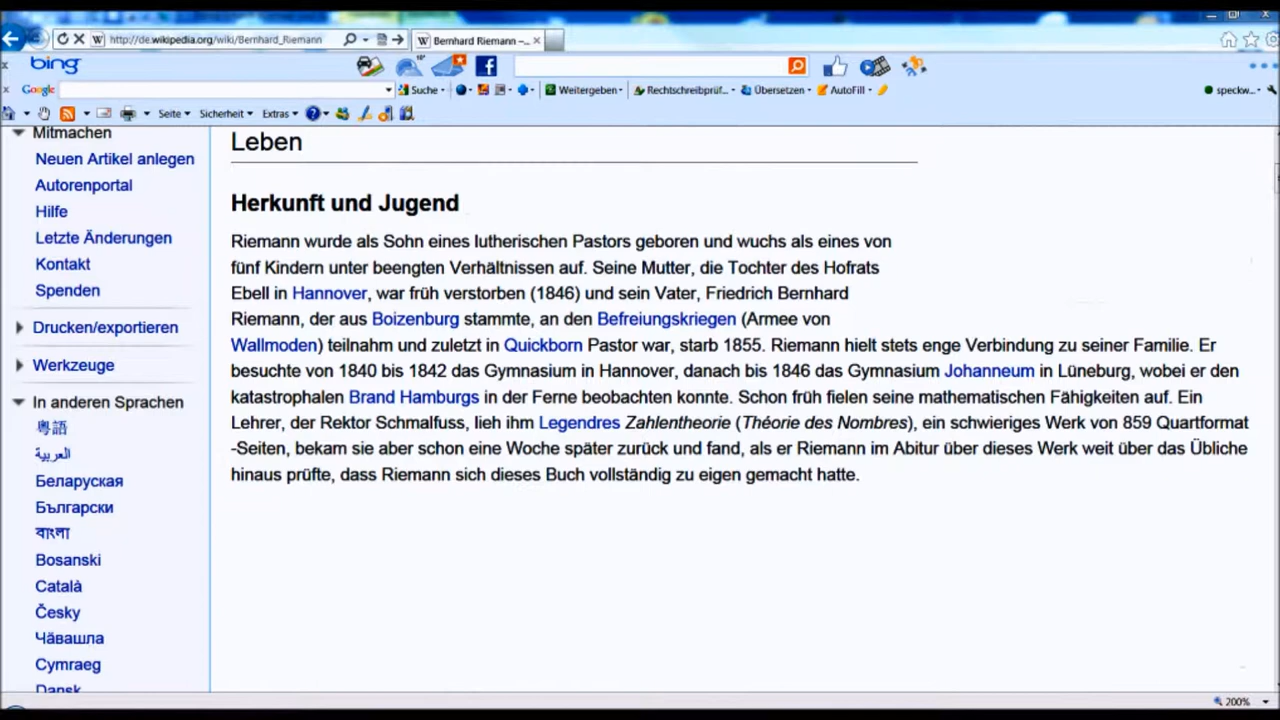 http://de.wikipedia.org/wiki/Bernhard_Riemann
Bernhard Riemann –...
bing
Google
Suche
Weitergeben
Rechtschreibprüf...
Übersetzen
AutoFill
speckw...
Seite
Sicherheit
Extras
Mitmachen
Neuen Artikel anlegen
Autorenportal
Hilfe
Letzte Änderungen
Kontakt
Spenden
Drucken/exportieren
Werkzeuge
In anderen Sprachen
粵語
العربية
Беларуская
Български
বাংলা
Bosanski
Català
Česky
Чӑвашла
Cymraeg
Dansk
Leben
Herkunft und Jugend
Riemann wurde als Sohn eines lutherischen Pastors geboren und wuchs als eines von
fünf Kindern unter beengten Verhältnissen auf. Seine Mutter, die Tochter des Hofrats
Ebell in Hannover, war früh verstorben (1846) und sein Vater, Friedrich Bernhard
Riemann, der aus Boizenburg stammte, an den Befreiungskriegen (Armee von
Wallmoden) teilnahm und zuletzt in Quickborn Pastor war, starb 1855. Riemann hielt stets enge Verbindung zu seiner Familie. Er
besuchte von 1840 bis 1842 das Gymnasium in Hannover, danach bis 1846 das Gymnasium Johanneum in Lüneburg, wobei er den
katastrophalen Brand Hamburgs in der Ferne beobachten konnte. Schon früh fielen seine mathematischen Fähigkeiten auf. Ein
Lehrer, der Rektor Schmalfuss, lieh ihm Legendres Zahlentheorie (Théorie des Nombres), ein schwieriges Werk von 859 Quartformat
-Seiten, bekam sie aber schon eine Woche später zurück und fand, als er Riemann im Abitur über dieses Werk weit über das Übliche
hinaus prüfte, dass Riemann sich dieses Buch vollständig zu eigen gemacht hatte.
200%